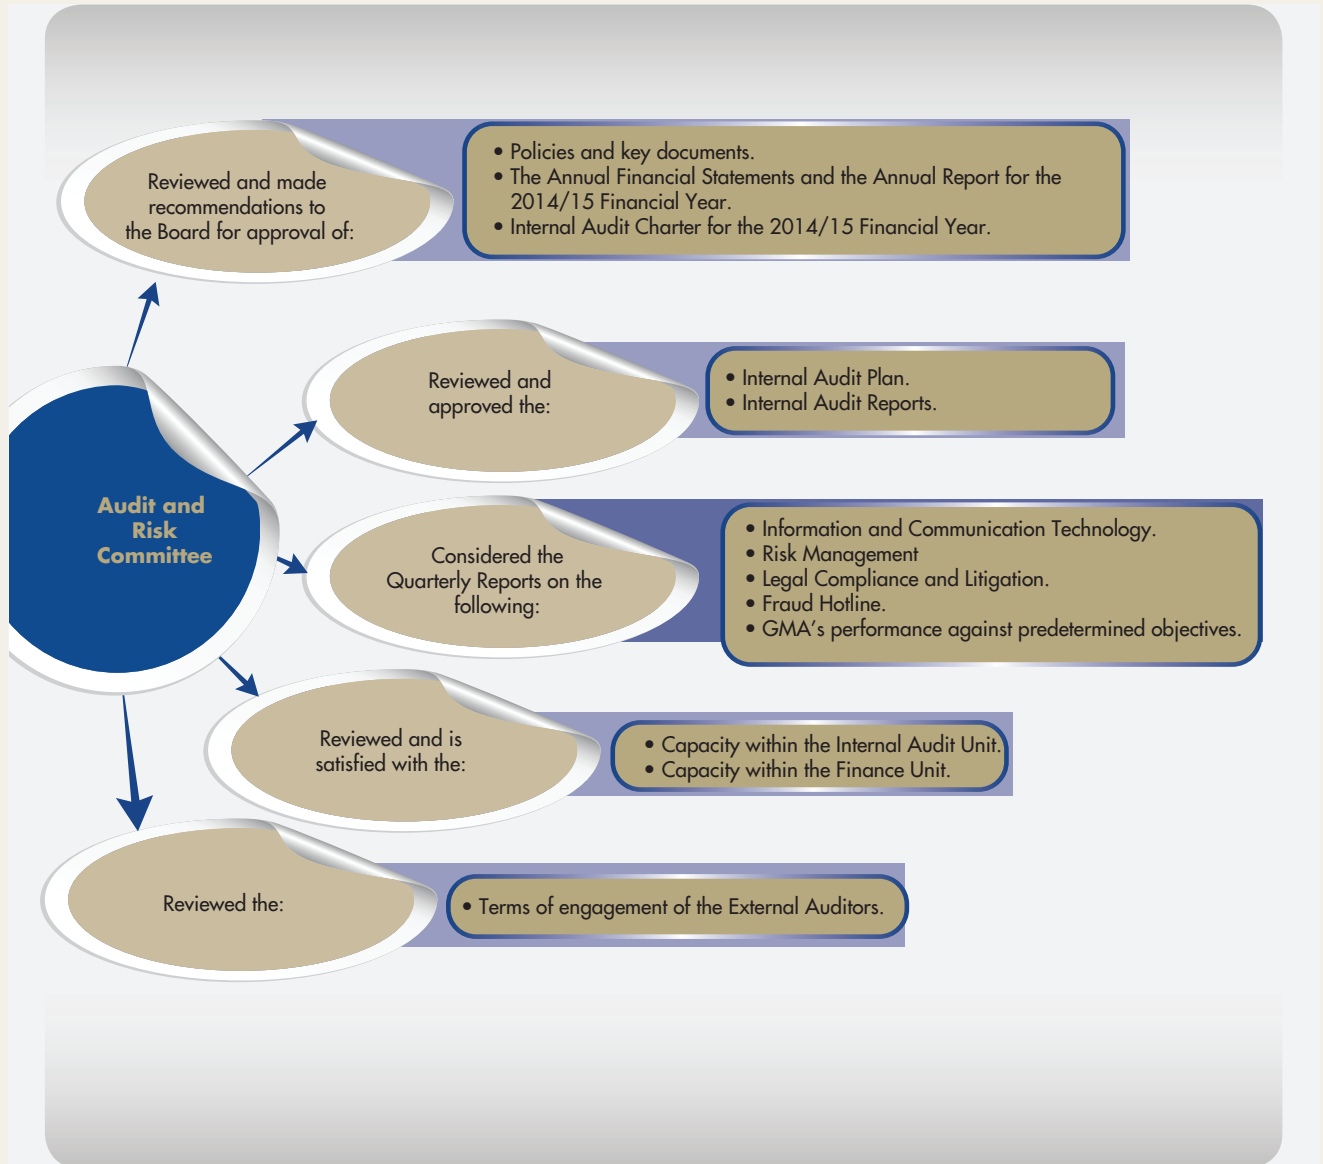 Reviewed and made
recommendations to
the Board for approval of:
• Policies and key documents.
• The Annual Financial Statements and the Annual Report for the
2014/15 Financial Year.
• Internal Audit Charter for the 2014/15 Financial Year.
Reviewed and
approved the:
• Internal Audit Plan.
• Internal Audit Reports.
Audit and
Risk
Committee
Considered the
Quarterly Reports on the
following:
• Information and Communication Technology.
• Risk Management
• Legal Compliance and Litigation.
• Fraud Hotline.
• GMA's performance against predetermined objectives.
Reviewed and is
satisfied with the:
• Capacity within the Internal Audit Unit.
• Capacity within the Finance Unit.
Reviewed the:
• Terms of engagement of the External Auditors.